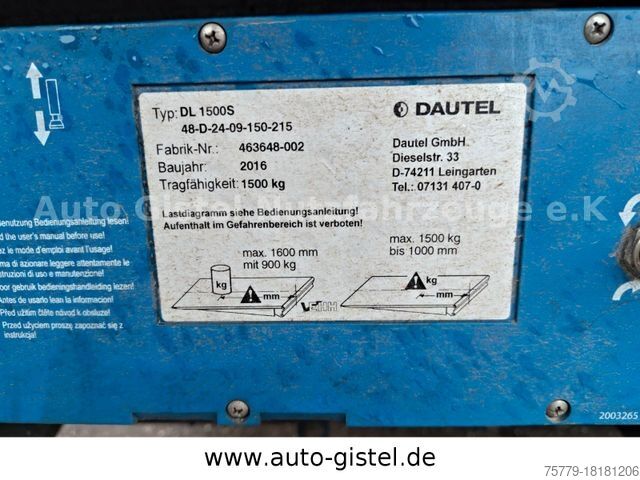 Typ: DL 1500S
48-D-24-09-150-215
Fabrik-Nr.: 463648-002
Baujahr: 2016
Tragfähigkeit: 1500 kg
DAUTEL
Dautel GmbH
Dieselstr. 33
D-74211 Leingarten
Tel.: 07131 407-0
Lastdiagramm siehe Bedienungsanleitung!
Aufenthalt im Gefahrenbereich ist verboten!
max. 1600 mm
mit 900 kg
kg
mm
max. 1500 kg
bis 1000 mm
kg
mm
Benutzung Bedienungsanleitung lesen!
the user's manual before use!
le mode d'emploi avant l'usage!
di azionare leggere attentamente le
istruzioni di uso e manutenzione!
Voor gebruik bedieningshandleiding lezen!
Antes de usarlo lean la informacion!
Před užitím čtěte návod k obsluze!
Przed użyciem proszę zapoznać się z
instrukcja!
2003265
Auto Gistel Nutzfahrzeuge e.K
www.auto-gistel.de
75779-18181206